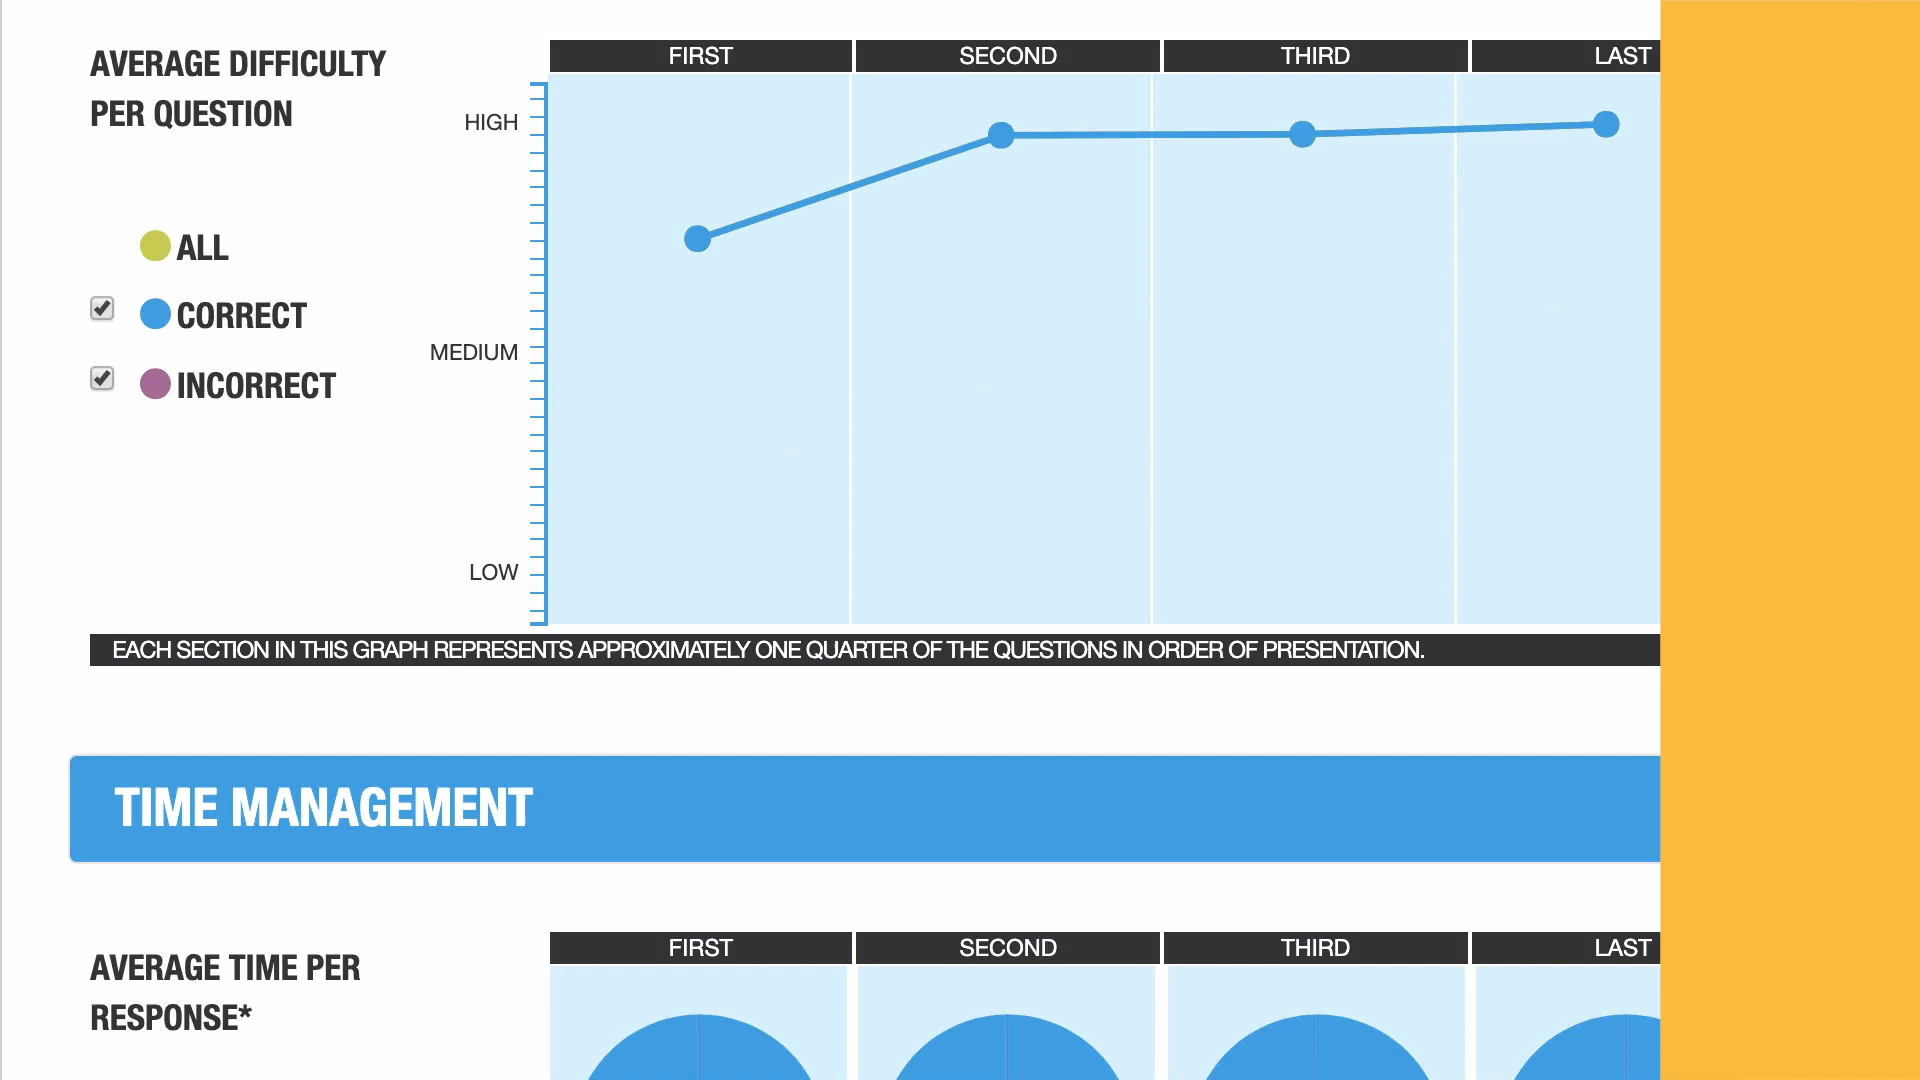 AVERAGE DIFFICULTY
PER QUESTION
FIRST
SECOND
THIRD
LAST
HIGH
MEDIUM
LOW
ALL
CORRECT
INCORRECT
EACH SECTION IN THIS GRAPH REPRESENTS APPROXIMATELY ONE QUARTER OF THE QUESTIONS IN ORDER OF PRESENTATION.
TIME MANAGEMENT
AVERAGE TIME PER
RESPONSE*
FIRST
SECOND
THIRD
LAST